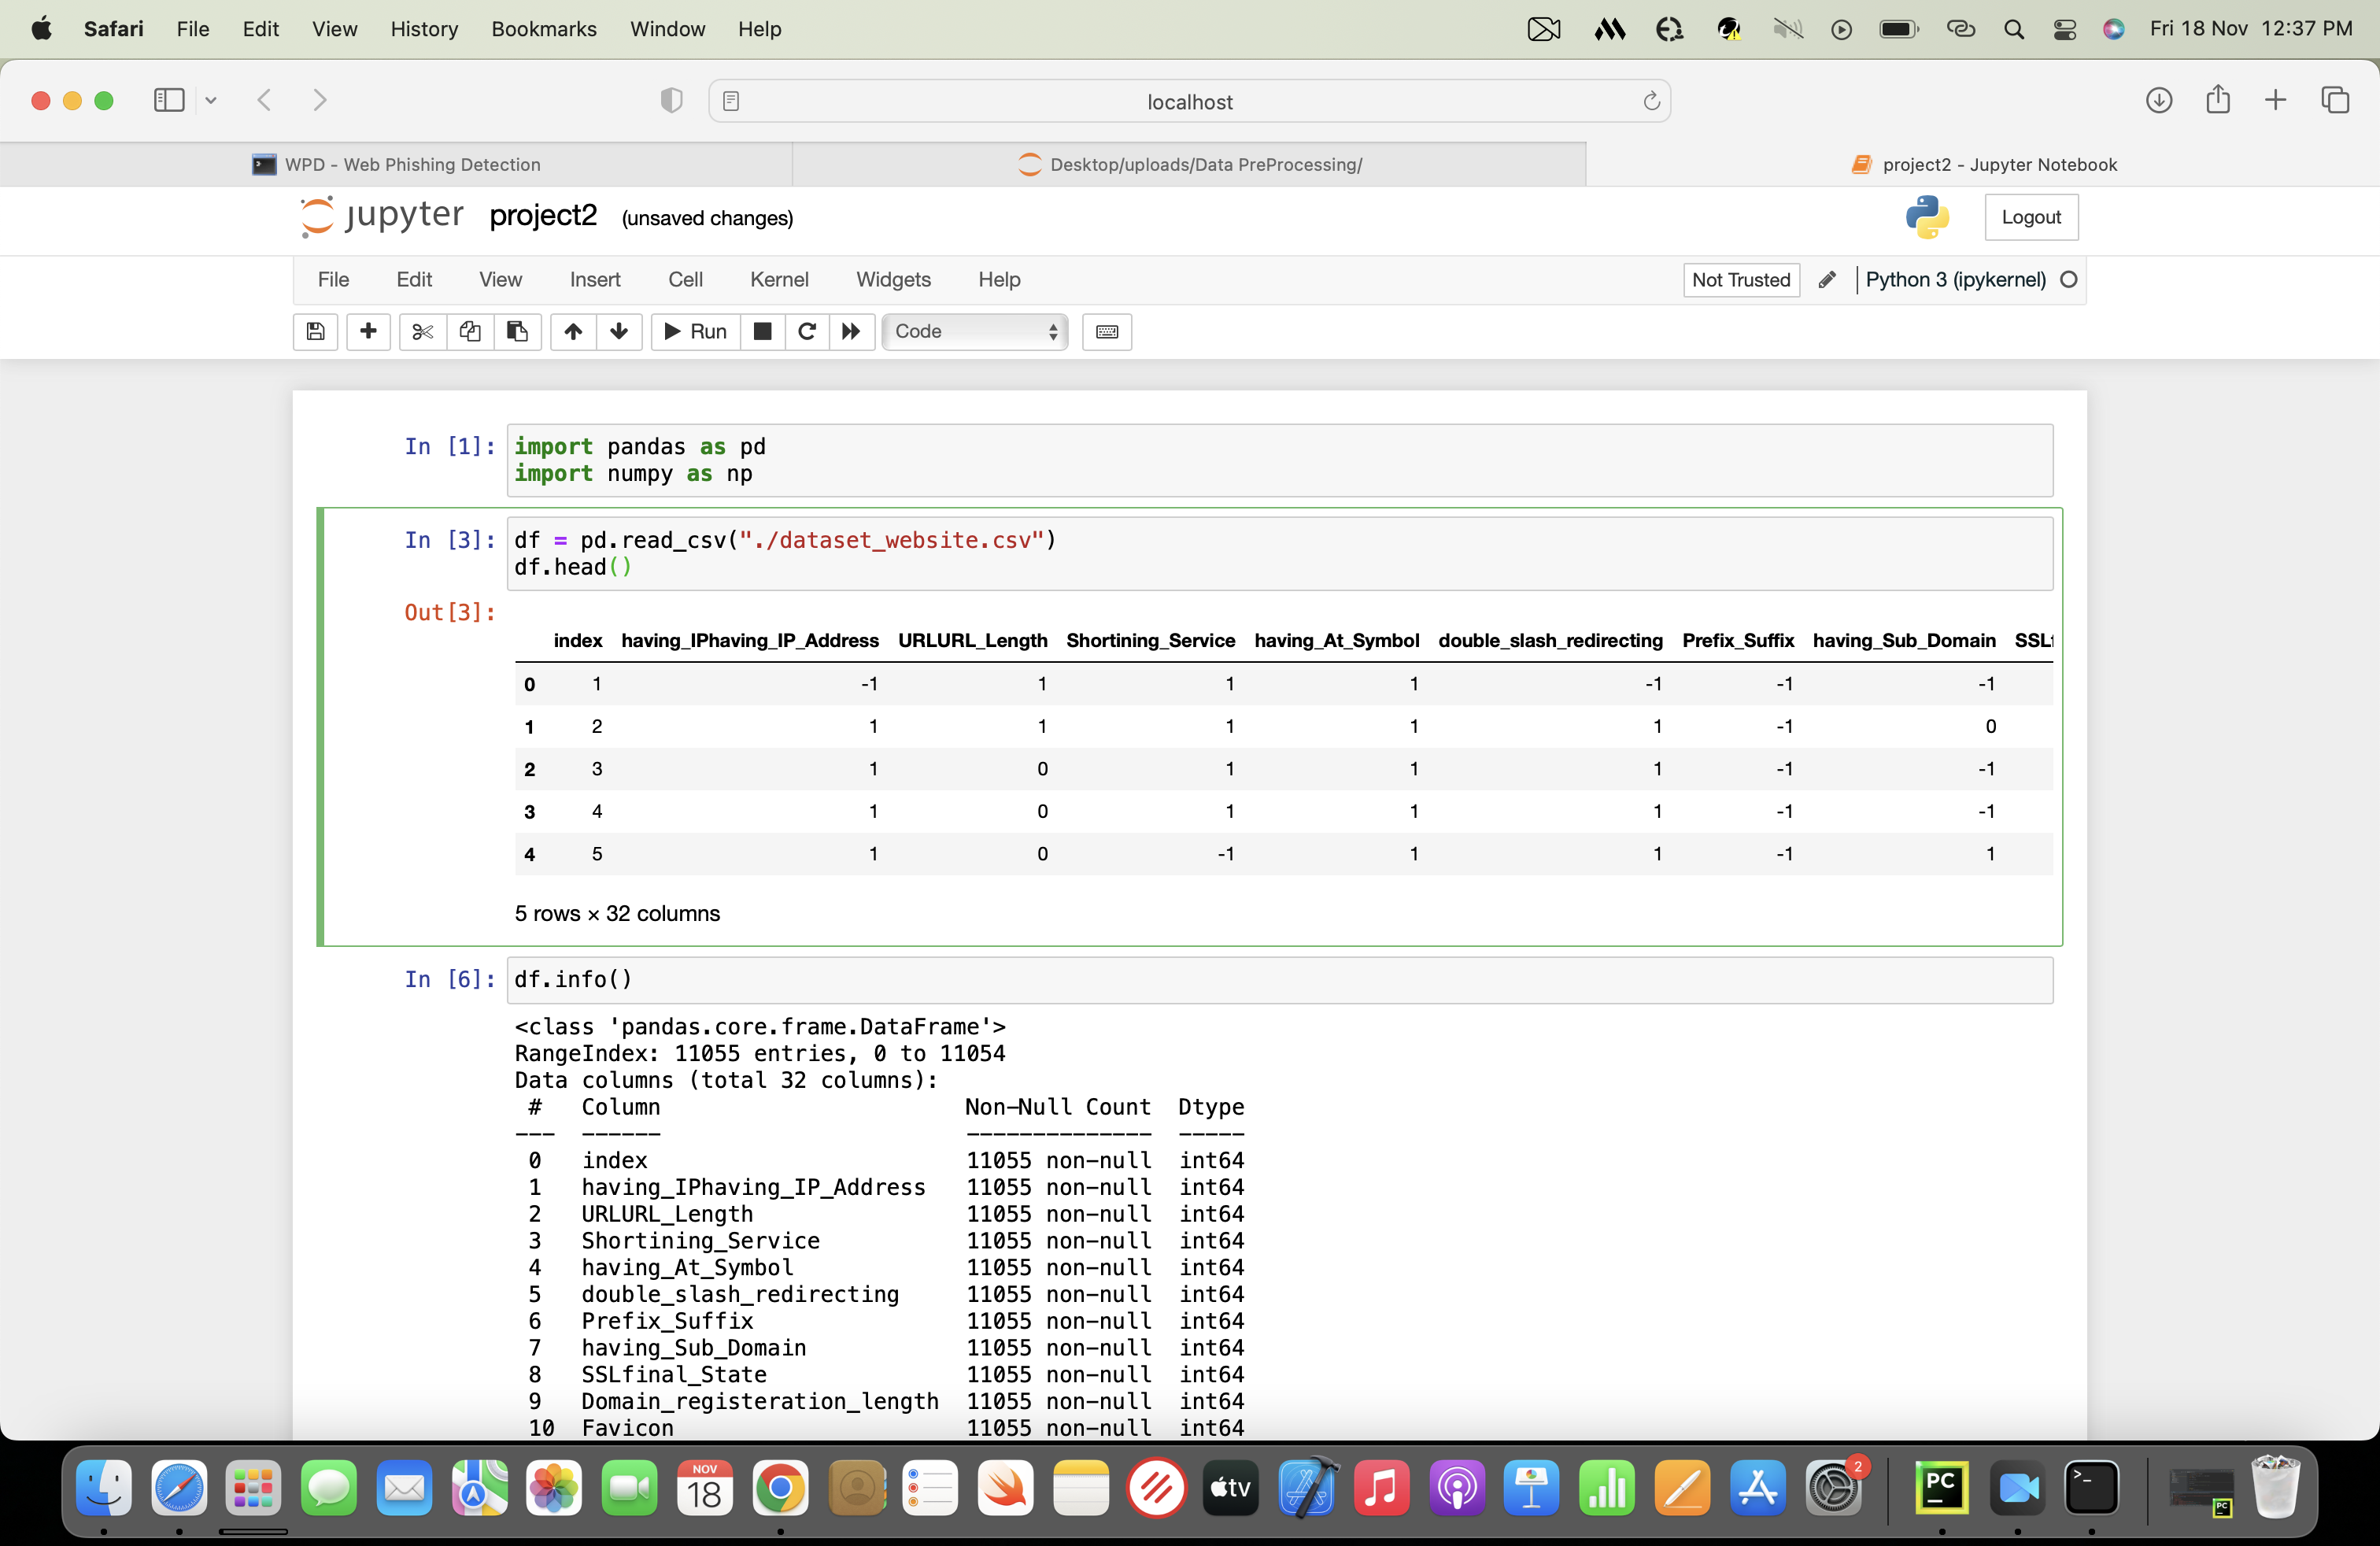 Safari File Edit View History Bookmarks Window Help Fri 18 Nov 12:37 PM
localhost
WPD - Web Phishing Detection Desktop/uploads/Data PreProcessing/ project2 - Jupyter Notebook
jupyter project2 (unsaved changes) Logout
File Edit View Insert Cell Kernel Widgets Help Not Trusted Python 3 (ipykernel)
Run Code
In [1]: import pandas as pd
import numpy as np
In [3]: df = pd.read_csv("./dataset_website.csv")
df.head()
Out[3]:
index having_IPhaving_IP_Address URLURL_Length Shortining_Service having_At_Symbol double_slash_redirecting Prefix_Suffix having_Sub_Domain SSL
0 1 -1 1 1 1 -1 -1 -1
1 2 1 1 1 1 1 -1 0
2 3 1 0 1 1 1 -1 -1
3 4 1 0 1 1 1 -1 -1
4 5 1 0 -1 1 1 -1 1
5 rows × 32 columns
In [6]: df.info()
<class 'pandas.core.frame.DataFrame'>
RangeIndex: 11055 entries, 0 to 11054
Data columns (total 32 columns):
# Column Non-Null Count Dtype
--- ------ -------------- -----
0 index 11055 non-null int64
1 having_IPhaving_IP_Address 11055 non-null int64
2 URLURL_Length 11055 non-null int64
3 Shortining_Service 11055 non-null int64
4 having_At_Symbol 11055 non-null int64
5 double_slash_redirecting 11055 non-null int64
6 Prefix_Suffix 11055 non-null int64
7 having_Sub_Domain 11055 non-null int64
8 SSLfinal_State 11055 non-null int64
9 Domain_registeration_length 11055 non-null int64
10 Favicon 11055 non-null int64
NOV
18
tv
2
PC
>_
PC